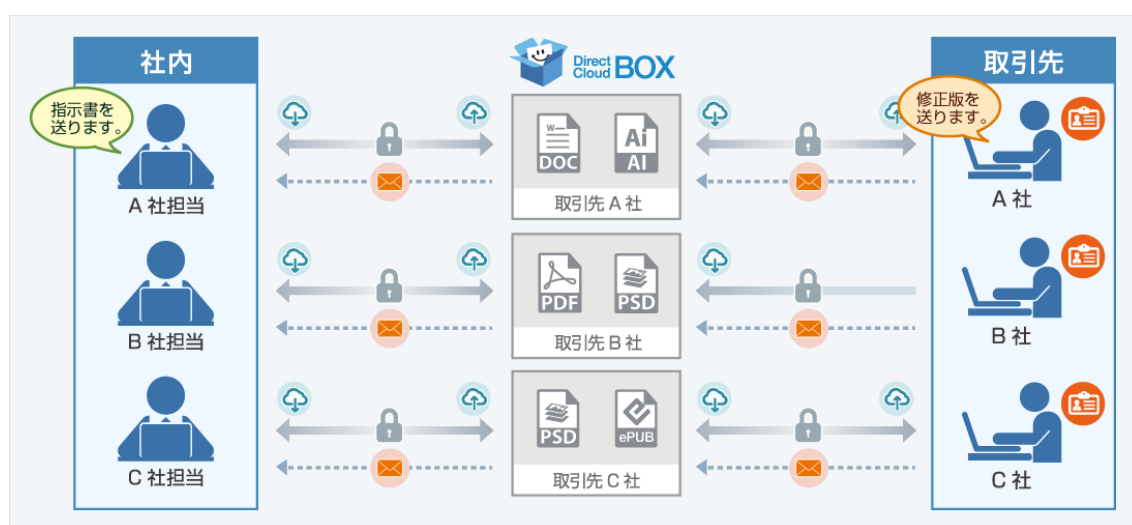 社内
Direct
Cloud BOX
取引先
指示書を
送ります。
修正版を
送ります。
W
DOC
Ai
AI
A 社担当
取引先 A 社
A 社
PDF
PSD
B 社担当
取引先 B 社
B 社
PSD
ePUB
C 社担当
取引先 C 社
C 社